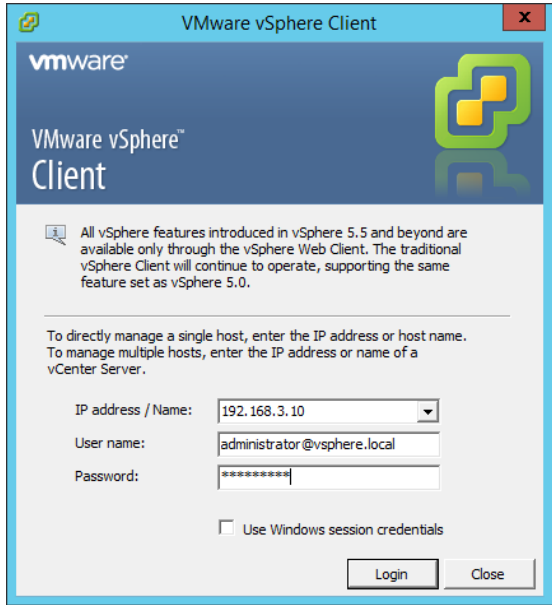 VMware vSphere Client
x
vmware
VMware vSphere™
Client
All vSphere features introduced in vSphere 5.5 and beyond are
available only through the vSphere Web Client. The traditional
vSphere Client will continue to operate, supporting the same
feature set as vSphere 5.0.
To directly manage a single host, enter the IP address or host name.
To manage multiple hosts, enter the IP address or name of a
vCenter Server.
IP address / Name: 192.168.3.10
User name: administrator@vsphere.local
Password: *********
Use Windows session credentials
Login Close